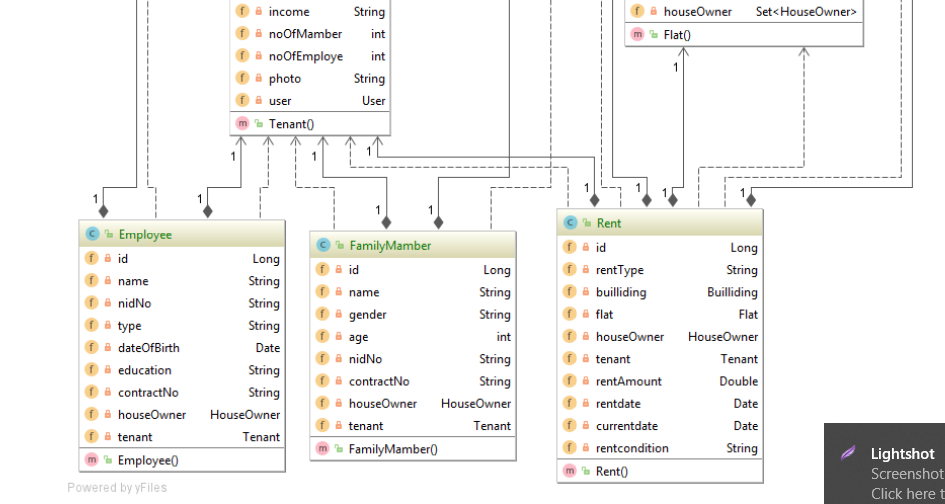 income String
noOfMamber int
noOfEmploye int
photo String
user User
Tenant()
houseOwner Set<HouseOwner>
Flat()
1
1
1
1
1
1
1
1
1
1
1
1
Employee
id Long
name String
nidNo String
type String
dateOfBirth Date
education String
contractNo String
houseOwner HouseOwner
tenant Tenant
Employee()
FamilyMamber
id Long
name String
gender String
age int
nidNo String
contractNo String
houseOwner HouseOwner
tenant Tenant
FamilyMamber()
Rent
id Long
rentType String
builliding Builliding
flat Flat
houseOwner HouseOwner
tenant Tenant
rentAmount Double
rentdate Date
currentdate Date
rentcondition String
Rent()
Powered by yFiles
Lightshot
Screenshot
Click here t